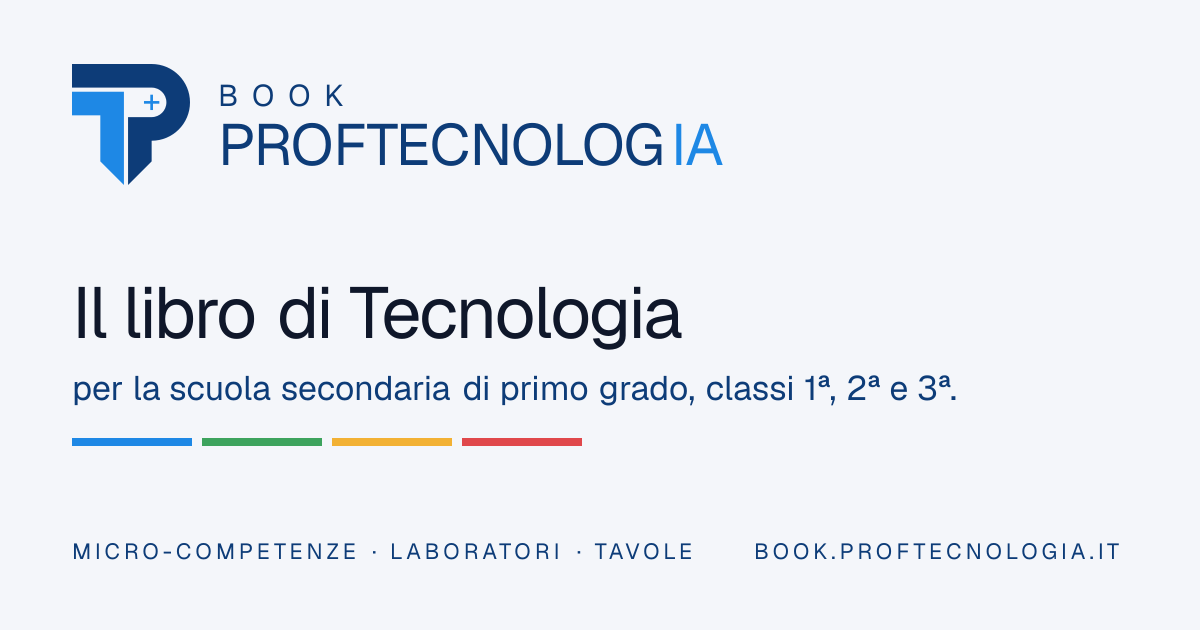 BOOK
PROFTECNOLOGIA
Il libro di Tecnologia
per la scuola secondaria di primo grado, classi 1ª, 2ª e 3ª.
MICRO-COMPETENZE · LABORATORI · TAVOLE BOOK.PROFTECNOLOGIA.IT